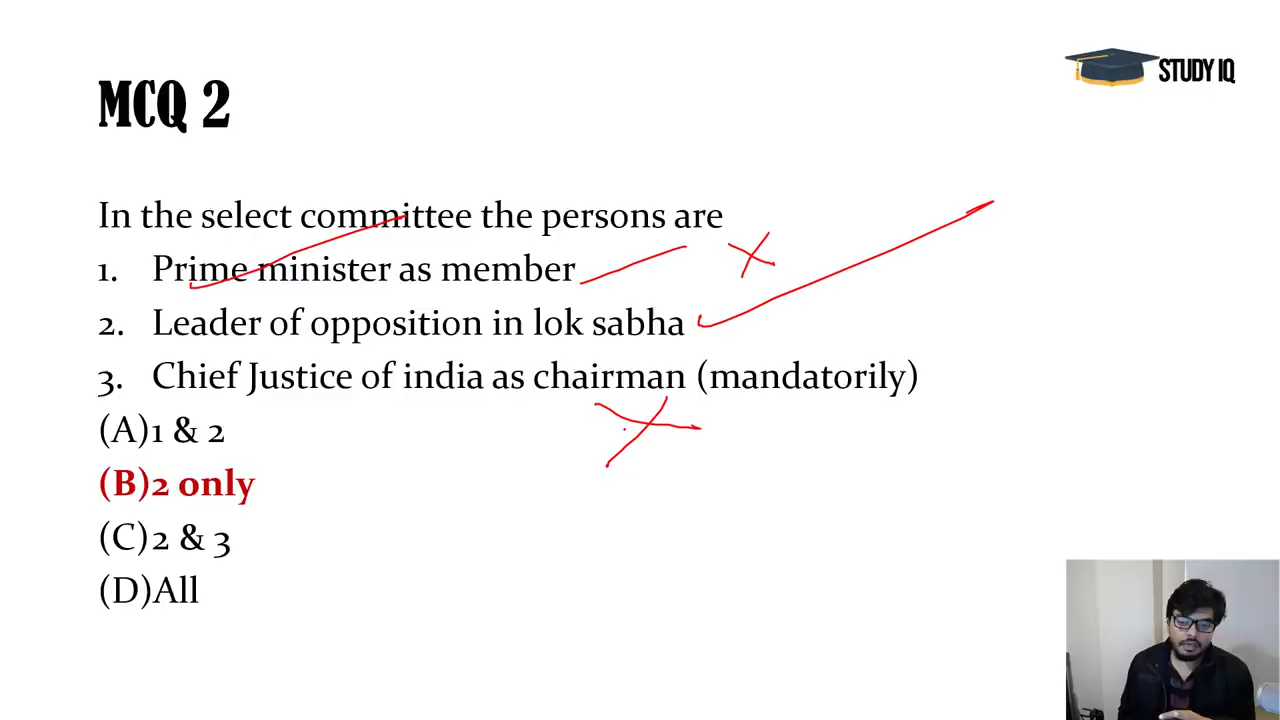 STUDY IQ
MCQ 2
In the select committee the persons are
1. Prime minister as member
2. Leader of opposition in lok sabha
3. Chief Justice of india as chairman (mandatorily)
(A)1 & 2
(B)2 only
(C)2 & 3
(D)All